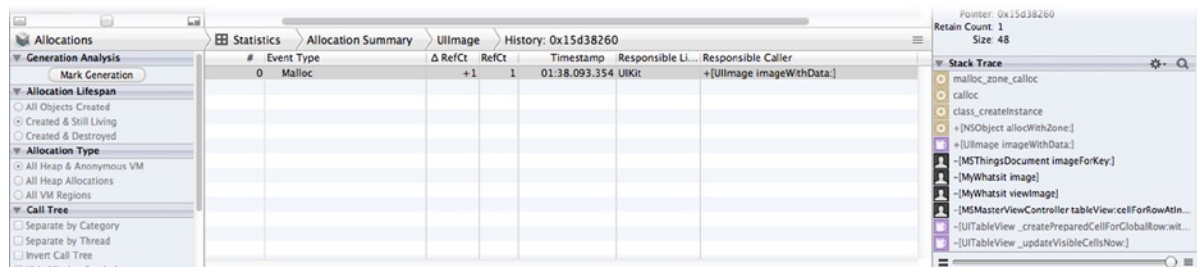 Allocations
Statistics Allocation Summary UIImage History: 0x15d38260
Generation Analysis
Mark Generation
Allocation Lifespan
All Objects Created
Created & Still Living
Created & Destroyed
Allocation Type
All Heap & Anonymous VM
All Heap Allocations
All VM Regions
Call Tree
Separate by Category
Separate by Thread
Invert Call Tree
# Event Type Δ RefCt RefCt Timestamp Responsible Li... Responsible Caller
0 Malloc +1 1 01:38.093.354 UIKit +[UIImage imageWithData:]
Pointer: 0x15d38260
Retain Count: 1
Size: 48
Stack Trace
malloc_zone_calloc
calloc
class_createInstance
+[NSObject allocWithZone:]
+[UIImage imageWithData:]
-[MSThingsDocument imageForKey:]
-[MyWhatsit image]
-[MyWhatsit viewImage]
-[MSMasterViewController tableView:cellForRowAtIn...
-[UITableView _createPreparedCellForGlobalRow:wit...
-[UITableView _updateVisibleCellsNow:]